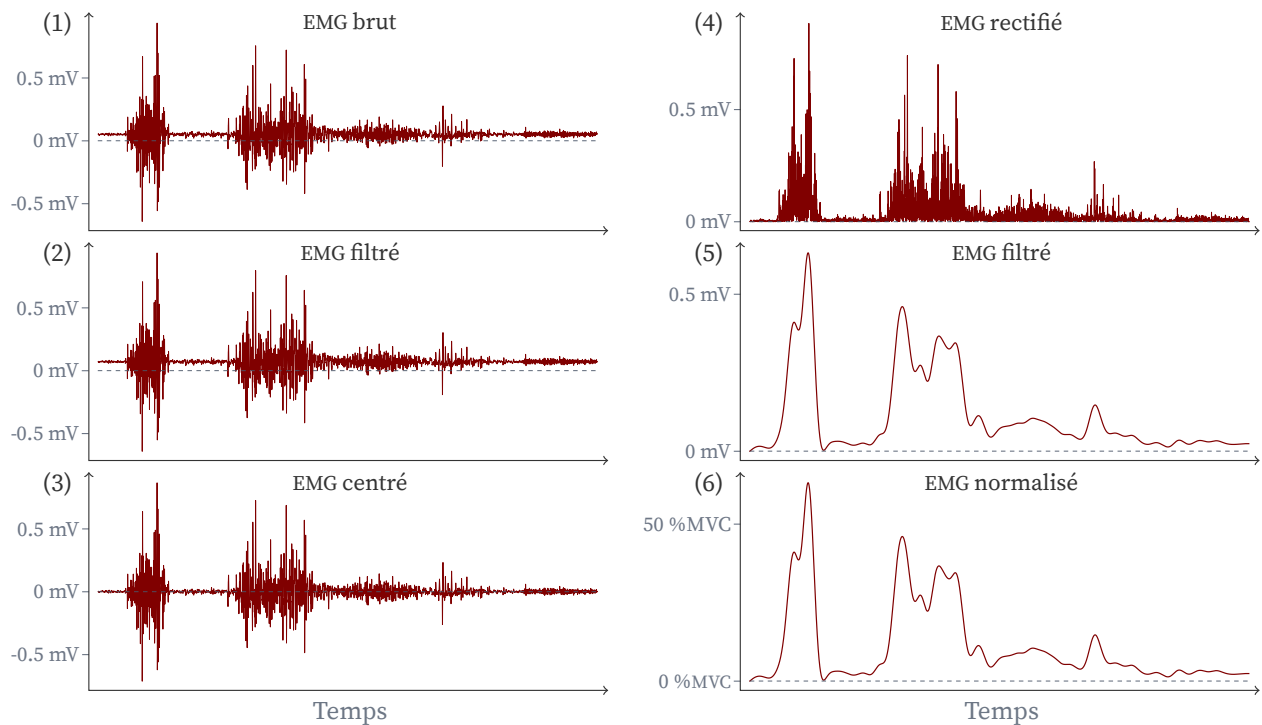 (1) EMG brut
0.5 mV
0 mV
-0.5 mV
(2) EMG filtré
0.5 mV
0 mV
-0.5 mV
(3) EMG centré
0.5 mV
0 mV
-0.5 mV
Temps
(4) EMG rectifié
0.5 mV
0 mV
(5) EMG filtré
0.5 mV
0 mV
(6) EMG normalisé
50 %MVC
0 %MVC
Temps